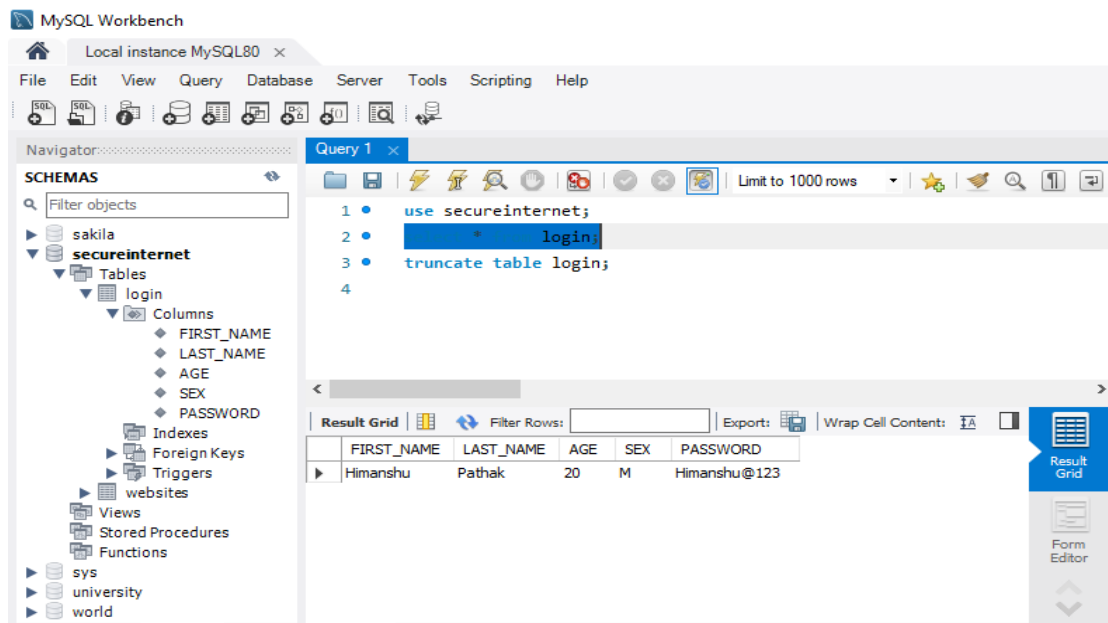 MySQL Workbench
Local instance MySQL80 ×
File Edit View Query Database Server Tools Scripting Help
Navigator
Query 1 ×
SCHEMAS
Limit to 1000 rows
Filter objects
1 use secureinternet;
2 * login;
3 truncate table login;
4
sakila
secureinternet
Tables
login
Columns
FIRST_NAME
LAST_NAME
AGE
SEX
PASSWORD
Indexes
Foreign Keys
Triggers
websites
Views
Stored Procedures
Functions
sys
university
world
Result Grid Filter Rows: Export: Wrap Cell Content: IA
FIRST_NAME LAST_NAME AGE SEX PASSWORD
Himanshu Pathak 20 M Himanshu@123
Result
Grid
Form
Editor